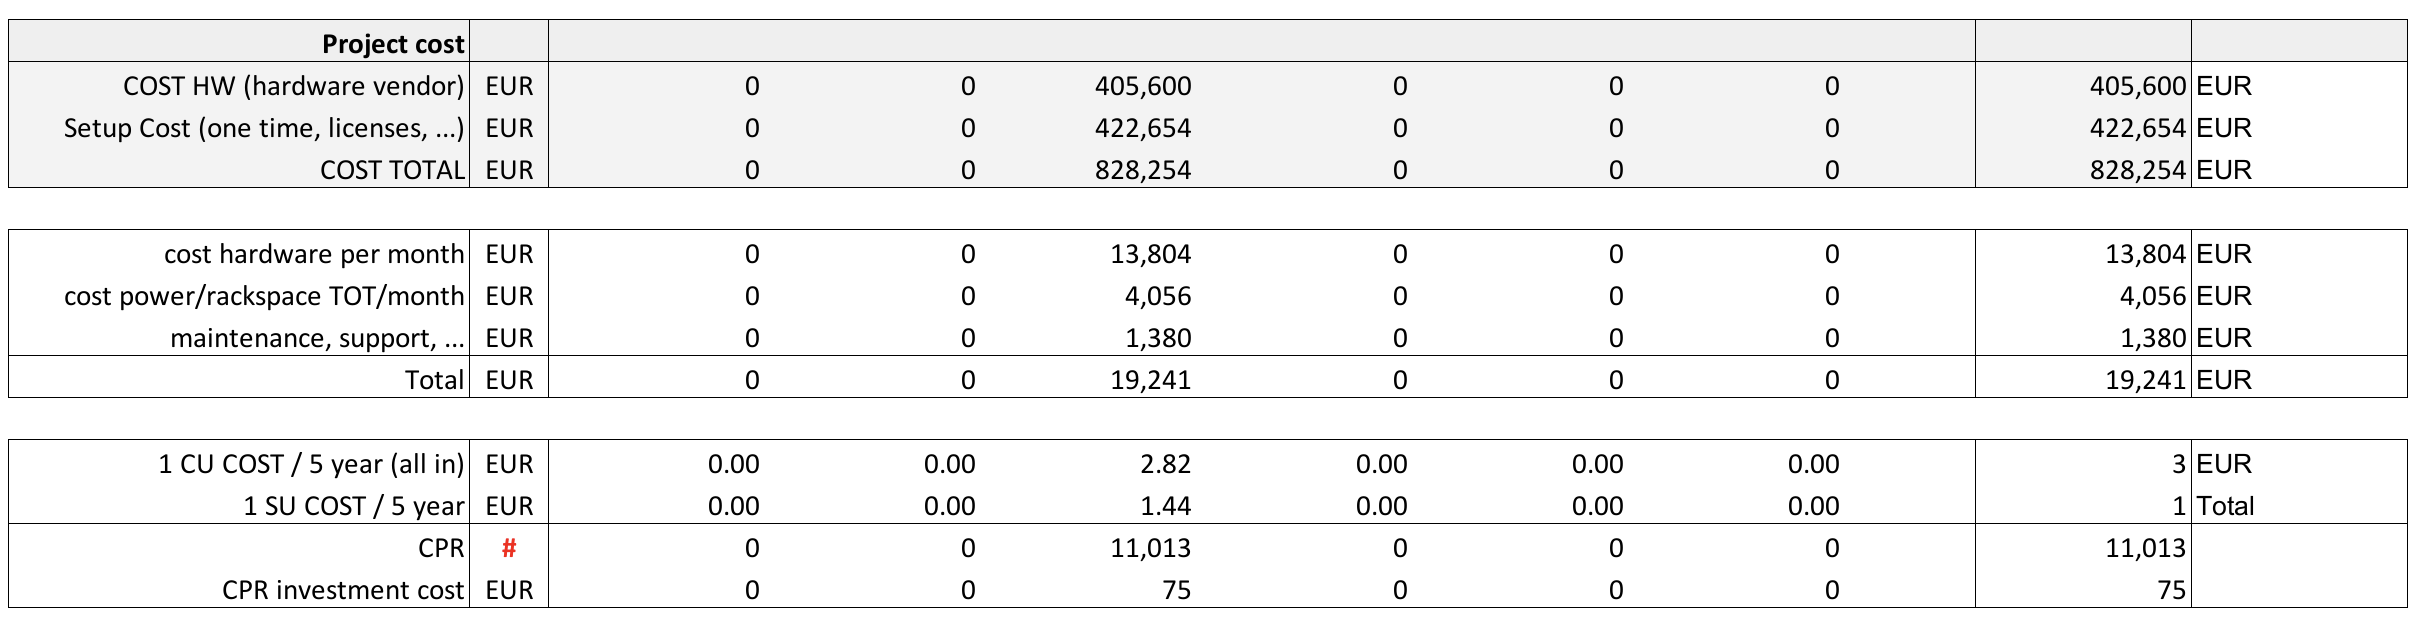 Project cost
COST HW (hardware vendor) EUR 0 0 405,600 0 0 0 405,600 EUR
Setup Cost (one time, licenses, ...) EUR 0 0 422,654 0 0 0 422,654 EUR
COST TOTAL EUR 0 0 828,254 0 0 0 828,254 EUR
cost hardware per month EUR 0 0 13,804 0 0 0 13,804 EUR
cost power/rackspace TOT/month EUR 0 0 4,056 0 0 0 4,056 EUR
maintenance, support, ... EUR 0 0 1,380 0 0 0 1,380 EUR
Total EUR 0 0 19,241 0 0 0 19,241 EUR
1 CU COST / 5 year (all in) EUR 0.00 0.00 2.82 0.00 0.00 0.00 3 EUR
1 SU COST / 5 year EUR 0.00 0.00 1.44 0.00 0.00 0.00 1 Total
CPR # 0 0 11,013 0 0 0 11,013
CPR investment cost EUR 0 0 75 0 0 0 75